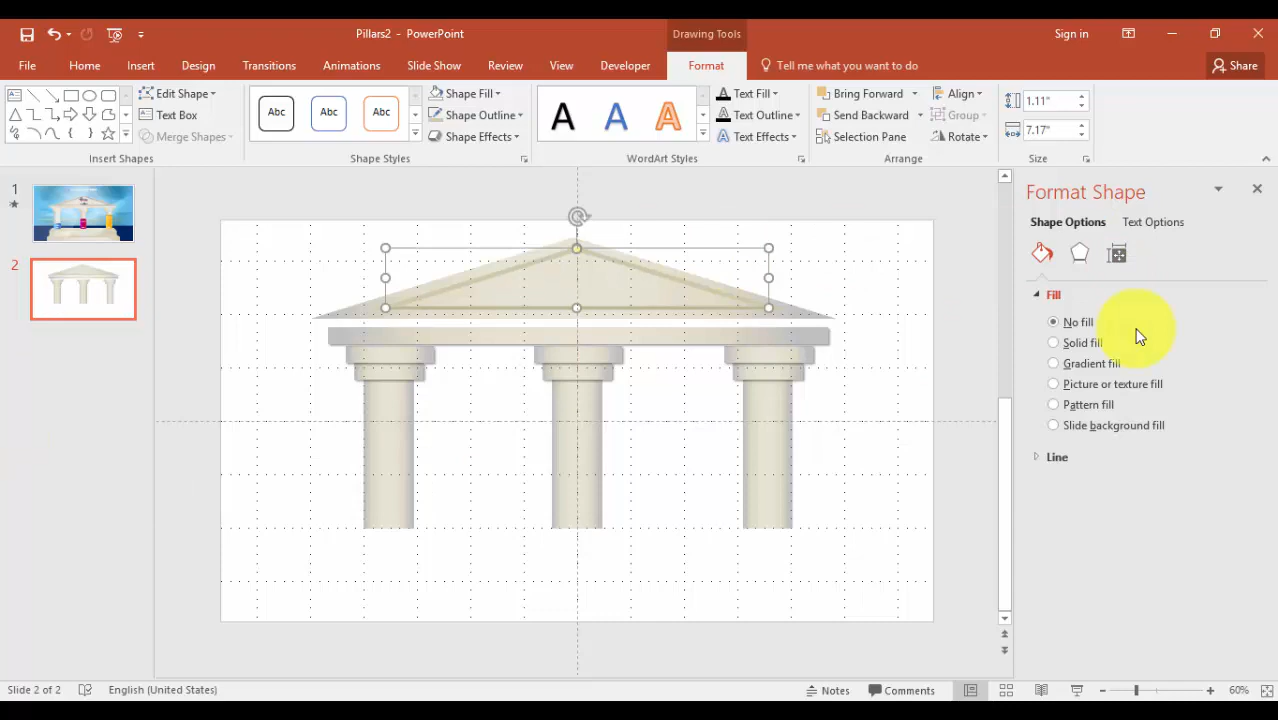 Pillars2 - PowerPoint
Drawing Tools
Sign in
File Home Insert Design Transitions Animations Slide Show Review View Developer Format Tell me what you want to do Share
Edit Shape
Text Box
Merge Shapes
Insert Shapes
Abc Abc Abc
Shape Fill
Shape Outline
Shape Effects
Shape Styles
A A A
Text Fill
Text Outline
Text Effects
WordArt Styles
Bring Forward
Send Backward
Selection Pane
Align
Group
Rotate
Arrange
1.11"
7.17"
Size
1
2
Format Shape
Shape Options Text Options
Fill
No fill
Solid fill
Gradient fill
Picture or texture fill
Pattern fill
Slide background fill
Line
Slide 2 of 2 English (United States) Notes Comments 60%